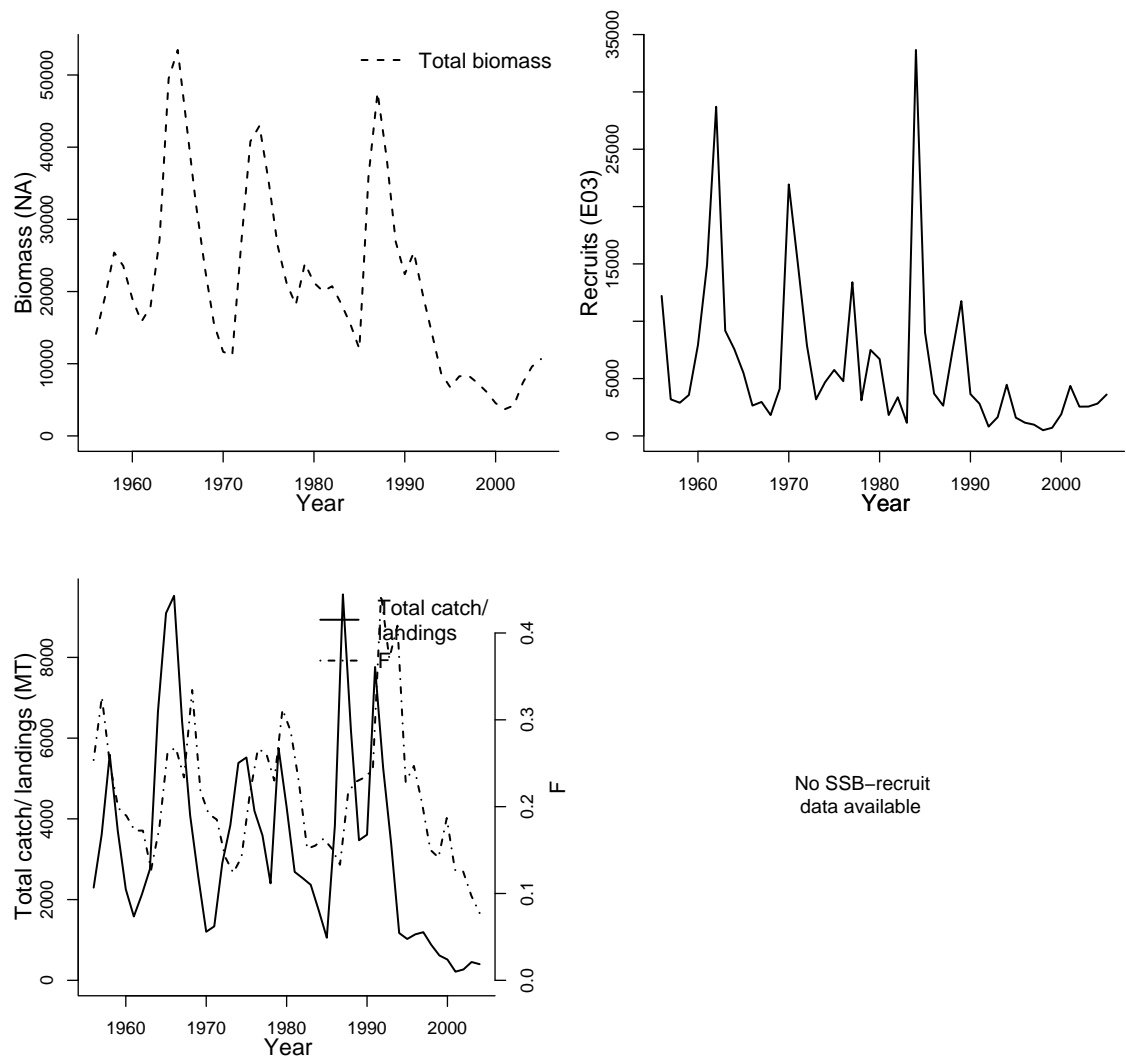 Total biomass
Biomass (NA)
0
10000
20000
30000
40000
50000
1960
1970
1980
1990
2000
Year
Recruits (E03)
0
5000
15000
25000
35000
1960
1970
1980
1990
2000
Year
Total catch/
landings
F
Total catch/ landings (MT)
0
2000
4000
6000
8000
0.0
0.1
0.2
0.3
0.4
F
1960
1970
1980
1990
2000
Year
No SSB−recruit
data available